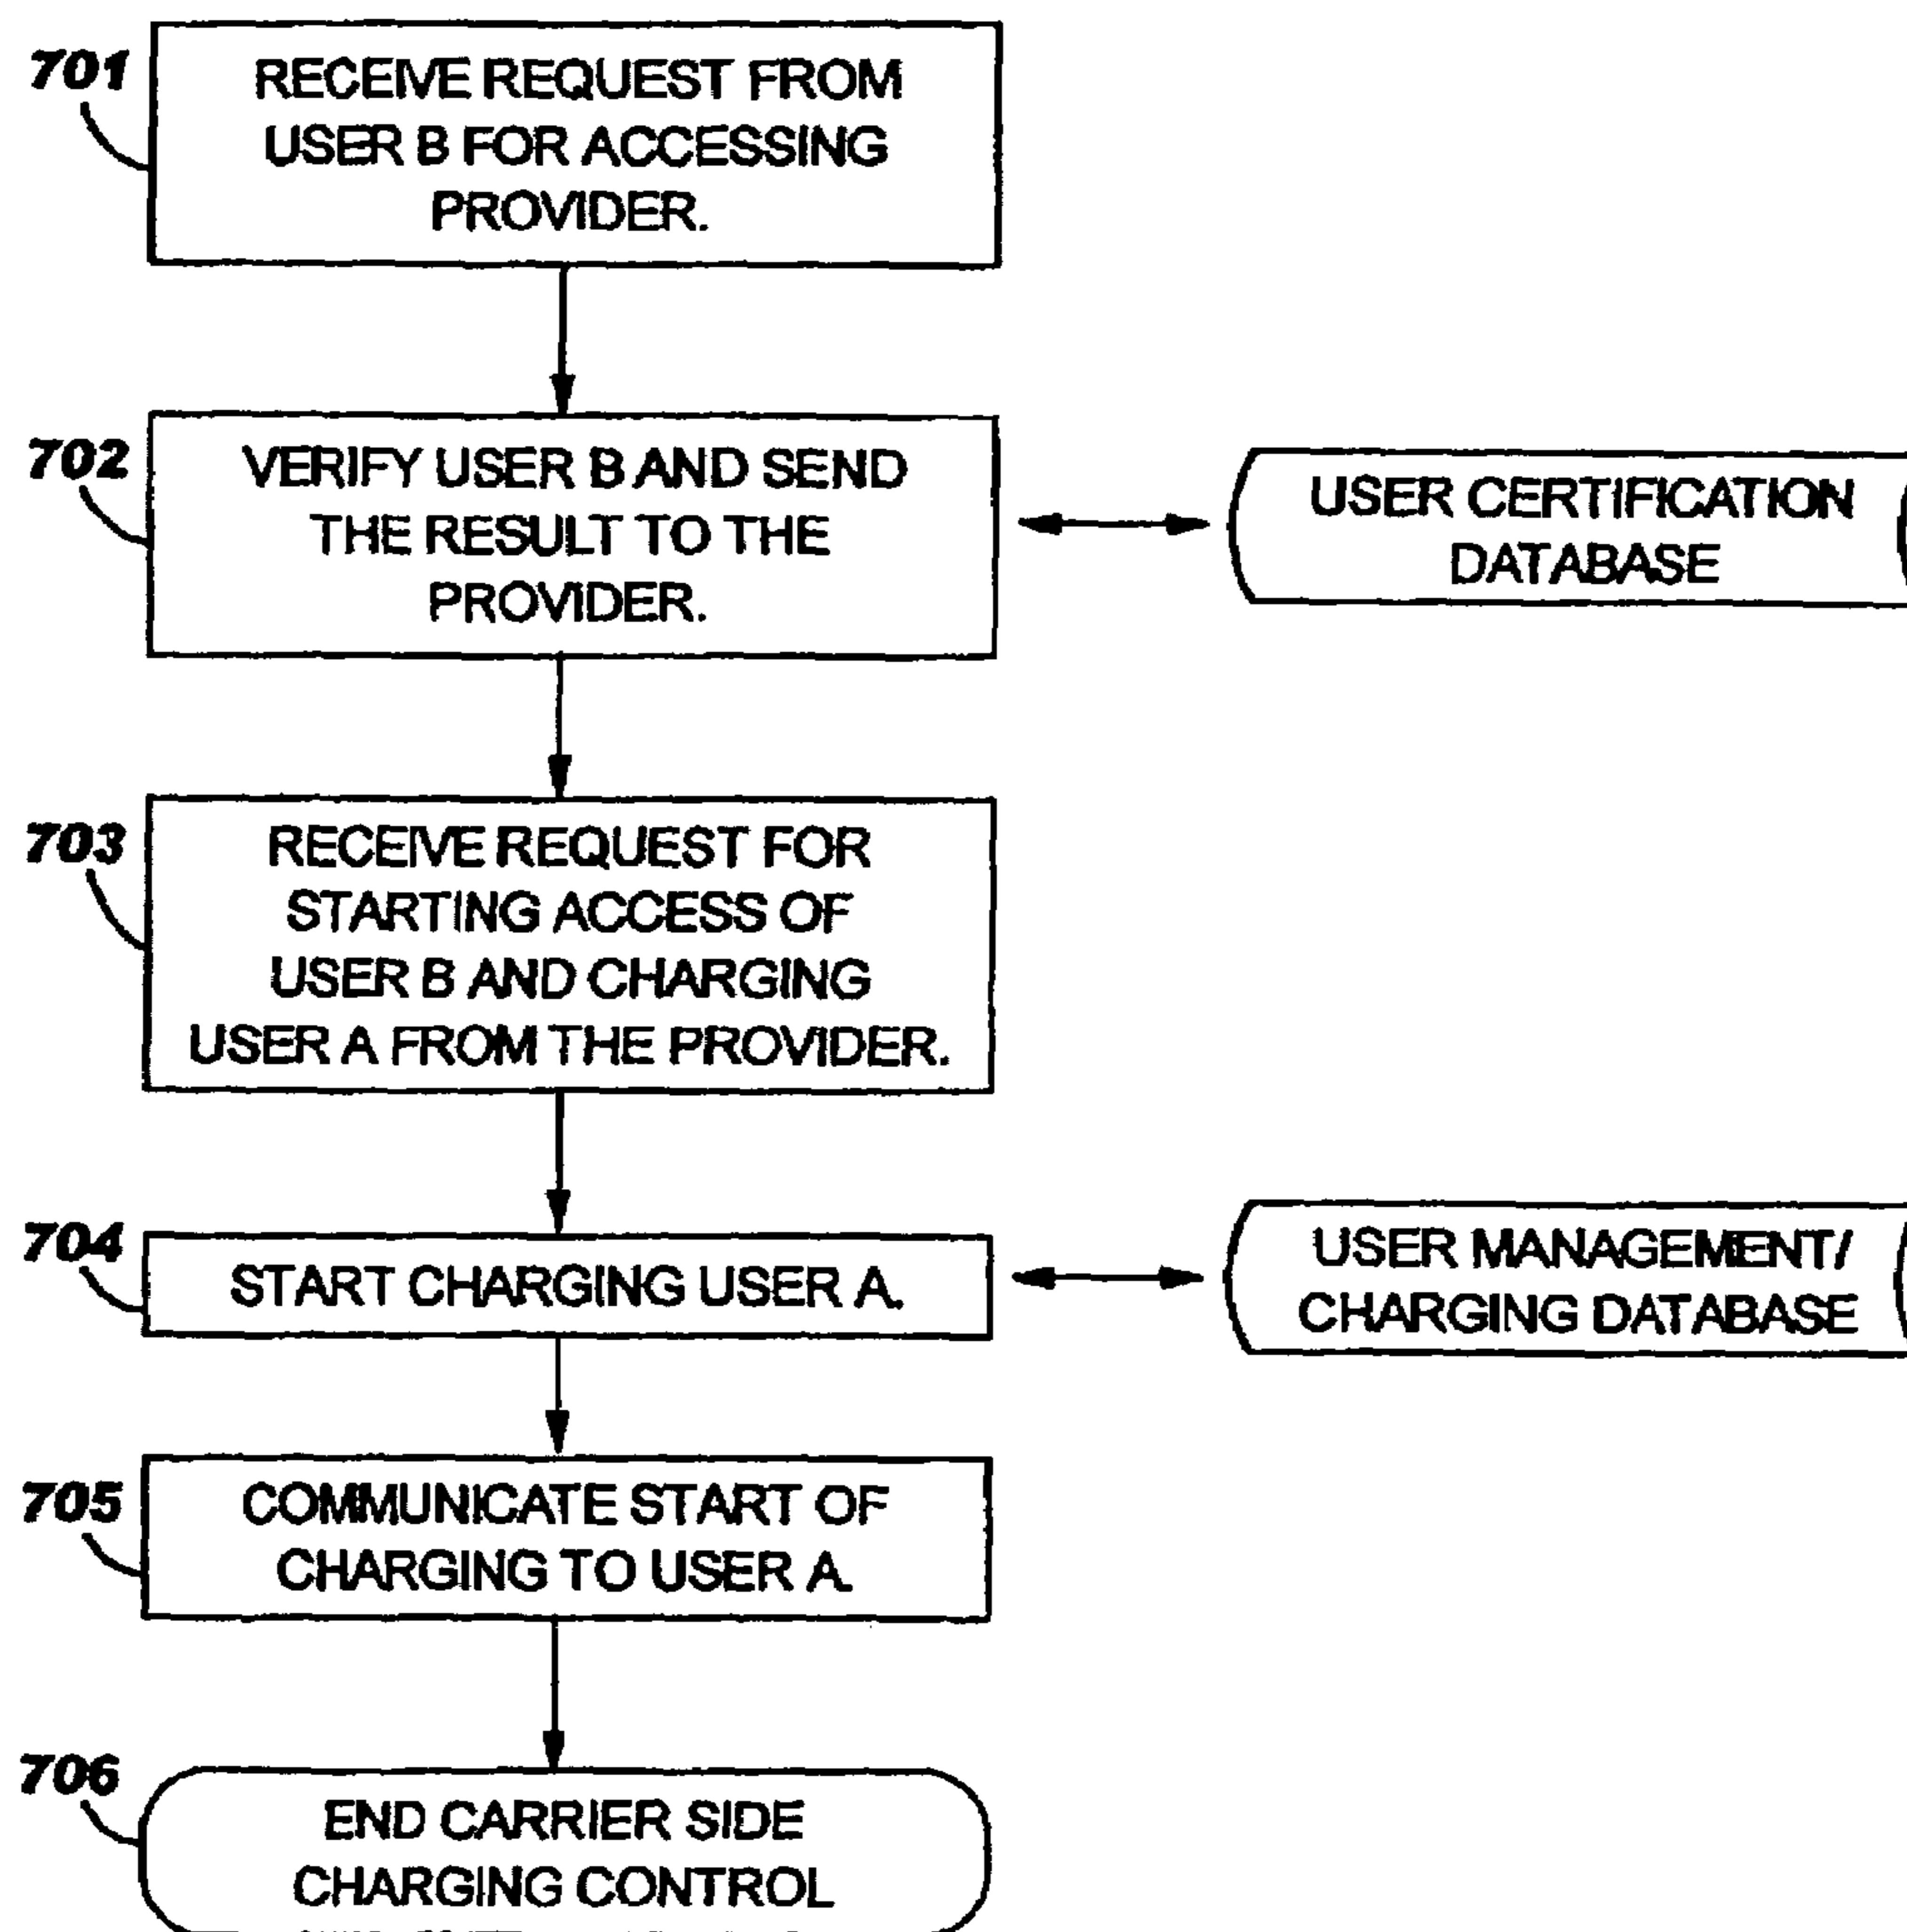 701
RECEIVE REQUEST FROM
USER B FOR ACCESSING
PROVIDER.
702
VERIFY USER B AND SEND
THE RESULT TO THE
PROVIDER.
USER CERTIFICATION
DATABASE
703
RECEIVE REQUEST FOR
STARTING ACCESS OF
USER B AND CHARGING
USER A FROM THE PROVIDER.
704
START CHARGING USER A.
USER MANAGEMENT/
CHARGING DATABASE
705
COMMUNICATE START OF
CHARGING TO USER A.
706
END CARRIER SIDE
CHARGING CONTROL